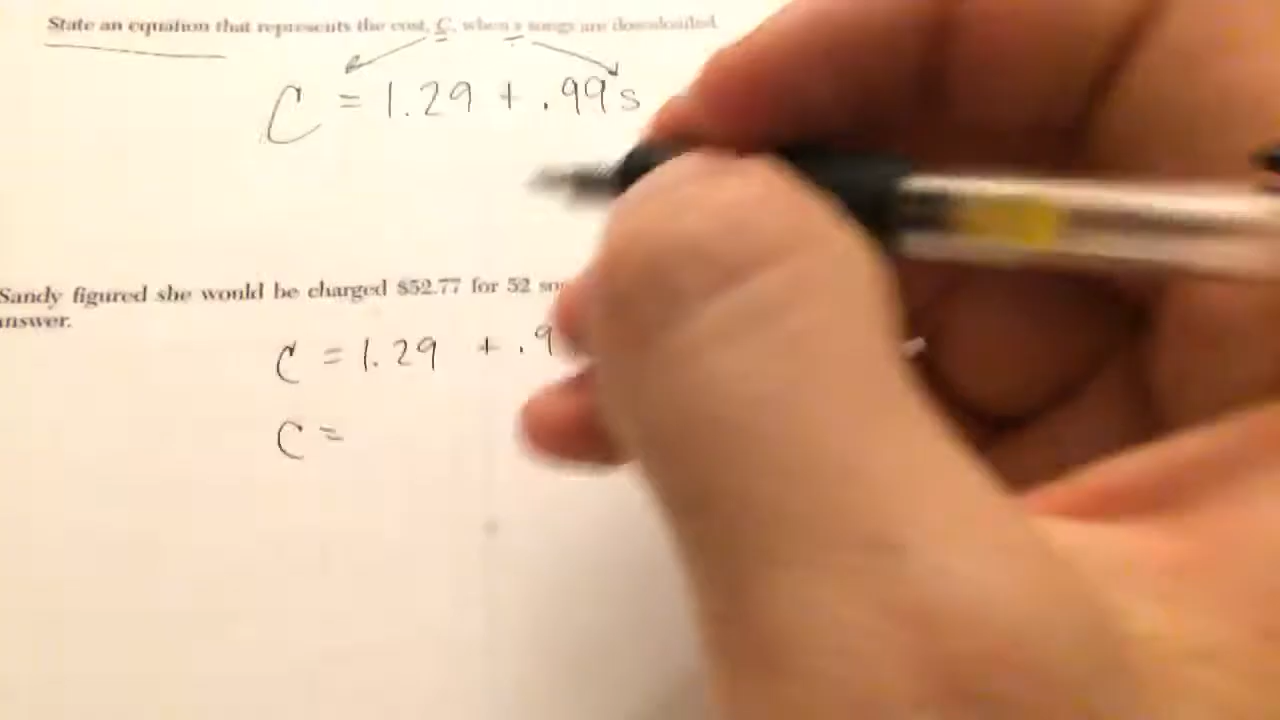 State an equation that represents the cost, C, when s songs are downloaded.
C = 1.29 + .99s
Sandy figured she would be charged $52.77 for 52
answer.
C = 1.29 + .9
C =